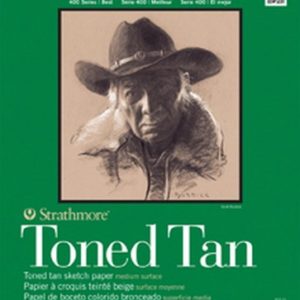 400 Series | Best Série 400 | Meilleur Serie 400 | El mejor
Strathmore®
Toned Tan
Toned tan sketch paper medium surface
Papier à croquis teinté beige surface moyenne
Papel de boceto colorido bronceado superficie media